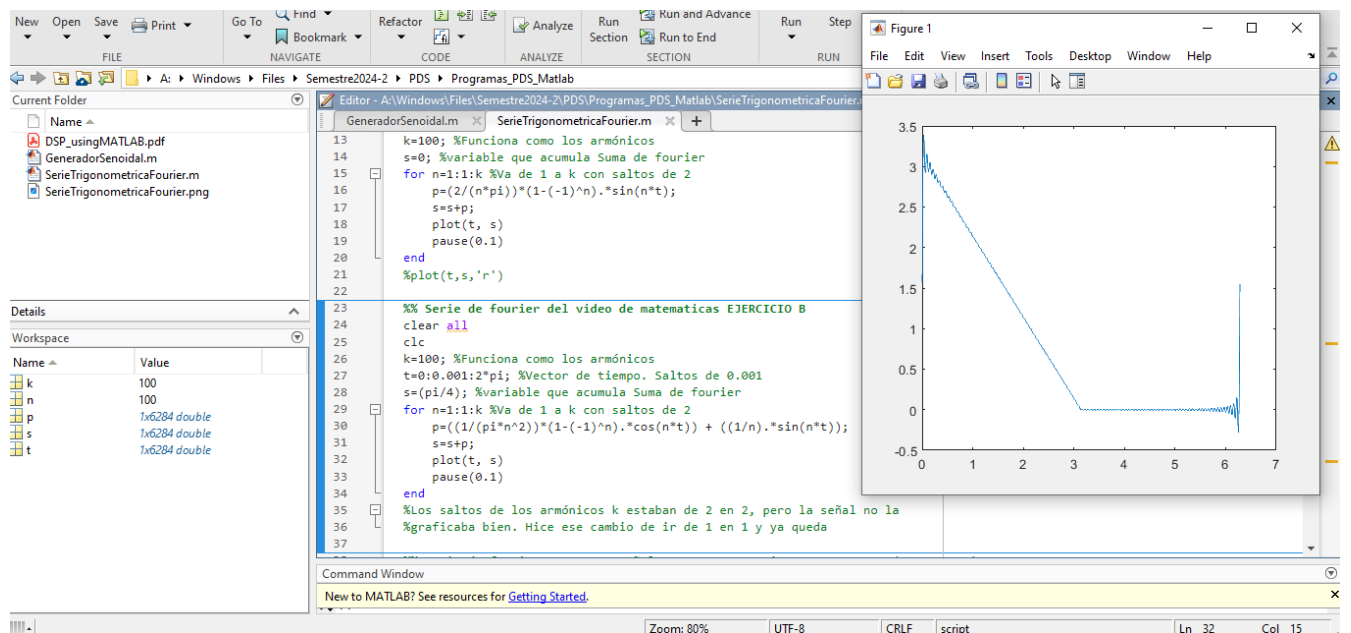 New Open Save Print Go To Find Bookmark Refactor Analyze Run Section Run and Advance Run to End Run Step
FILE NAVIGATE CODE ANALYZE SECTION RUN
A: Windows Files Semestre2024-2 PDS Programas_PDS_Matlab
Current Folder
Name
DSP_usingMATLAB.pdf
GeneradorSenoidal.m
SerieTrigonometricaFourier.m
SerieTrigonometricaFourier.png
Details
Workspace
Name Value
k 100
n 100
p 1x6284 double
s 1x6284 double
t 1x6284 double
Editor - A:\Windows\Files\Semestre2024-2\PDS\Programas_PDS_Matlab\SerieTrigonometricaFourier.
GeneradorSenoidal.m SerieTrigonometricaFourier.m
13 k=100; %Funciona como los armónicos
14 s=0; %variable que acumula Suma de fourier
15 for n=1:1:k %Va de 1 a k con saltos de 2
16 p=(2/(n*pi))*(1-(-1)^n).*sin(n*t);
17 s=s+p;
18 plot(t, s)
19 pause(0.1)
20 end
21 %plot(t,s,'r')
22
23 %% Serie de fourier del video de matematicas EJERCICIO B
24 clear all
25 clc
26 k=100; %Funciona como los armónicos
27 t=0:0.001:2*pi; %Vector de tiempo. Saltos de 0.001
28 s=(pi/4); %variable que acumula Suma de fourier
29 for n=1:1:k %Va de 1 a k con saltos de 2
30 p=((1/(pi*n^2))*(1-(-1)^n).*cos(n*t)) + ((1/n).*sin(n*t));
31 s=s+p;
32 plot(t, s)
33 pause(0.1)
34 end
35 %Los saltos de los armónicos k estaban de 2 en 2, pero la señal no la
36 %graficaba bien. Hice ese cambio de ir de 1 en 1 y ya queda
37
Figure 1
File Edit View Insert Tools Desktop Window Help
3.5
3
2.5
2
1.5
1
0.5
0
-0.5
0 1 2 3 4 5 6 7
Command Window
New to MATLAB? See resources for Getting Started.
Zoom: 80% UTF-8 CRLF script Ln 32 Col 15